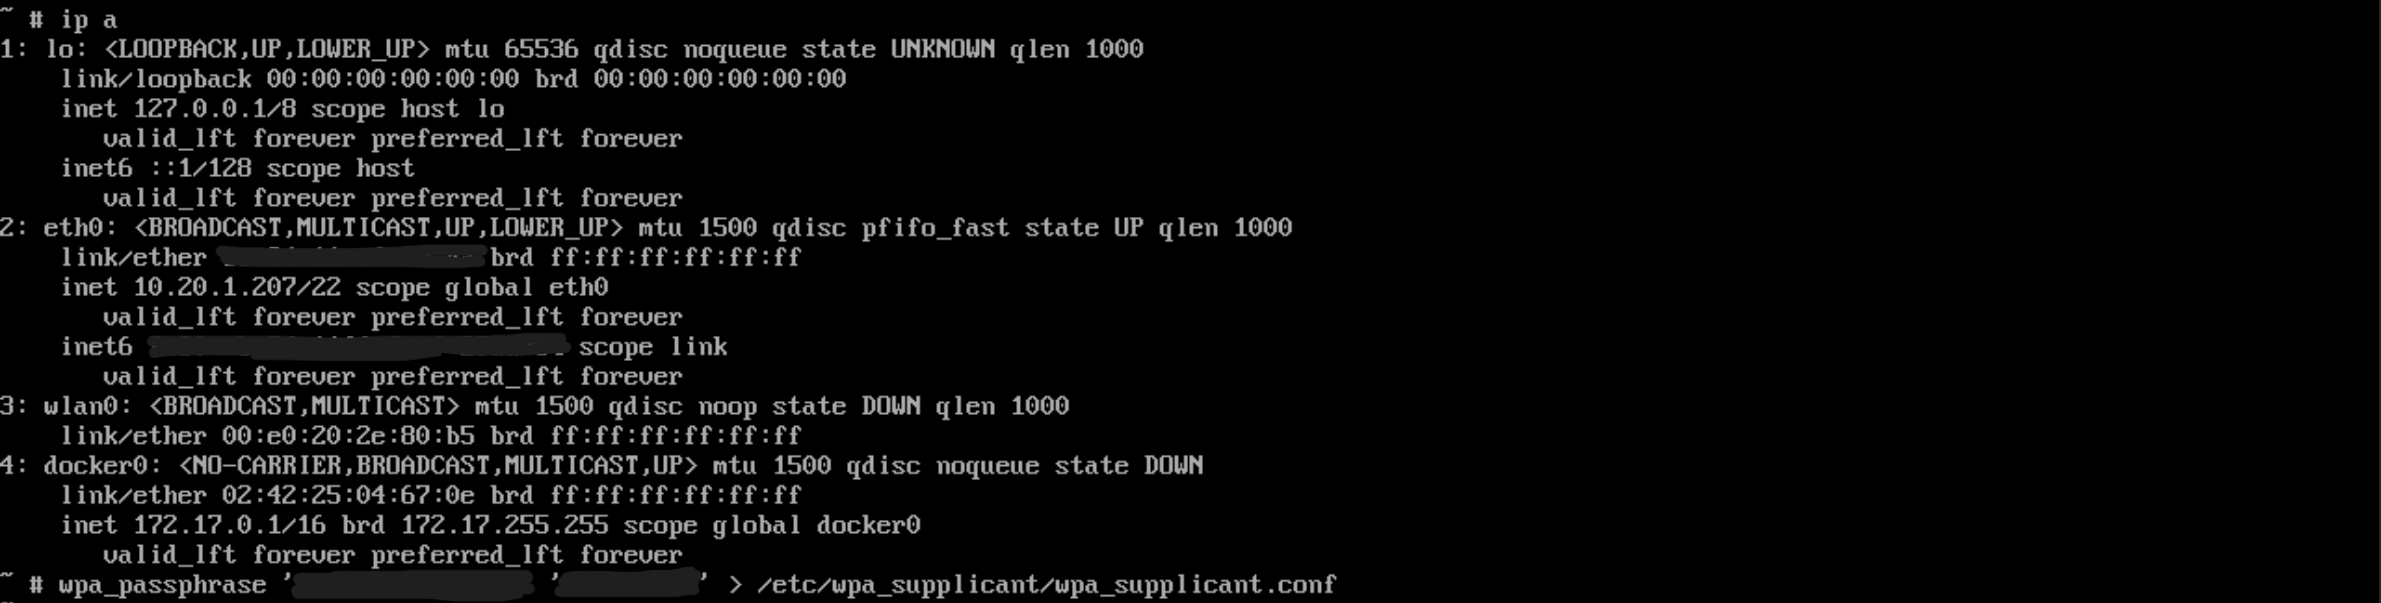 ~ # ip a
1: lo: <LOOPBACK,UP,LOWER_UP> mtu 65536 qdisc noqueue state UNKNOWN qlen 1000
link/loopback 00:00:00:00:00:00 brd 00:00:00:00:00:00
inet 127.0.0.1/8 scope host lo
valid_lft forever preferred_lft forever
inet6 ::1/128 scope host
valid_lft forever preferred_lft forever
2: eth0: <BROADCAST,MULTICAST,UP,LOWER_UP> mtu 1500 qdisc pfifo_fast state UP qlen 1000
link/ether brd ff:ff:ff:ff:ff:ff
inet 10.20.1.207/22 scope global eth0
valid_lft forever preferred_lft forever
inet6 scope link
valid_lft forever preferred_lft forever
3: wlan0: <BROADCAST,MULTICAST> mtu 1500 qdisc noop state DOWN qlen 1000
link/ether 00:e0:20:2e:80:b5 brd ff:ff:ff:ff:ff:ff
4: docker0: <NO-CARRIER,BROADCAST,MULTICAST,UP> mtu 1500 qdisc noqueue state DOWN
link/ether 02:42:25:04:67:0e brd ff:ff:ff:ff:ff:ff
inet 172.17.0.1/16 brd 172.17.255.255 scope global docker0
valid_lft forever preferred_lft forever
~ # wpa_passphrase ' ' ' > /etc/wpa_supplicant/wpa_supplicant.conf